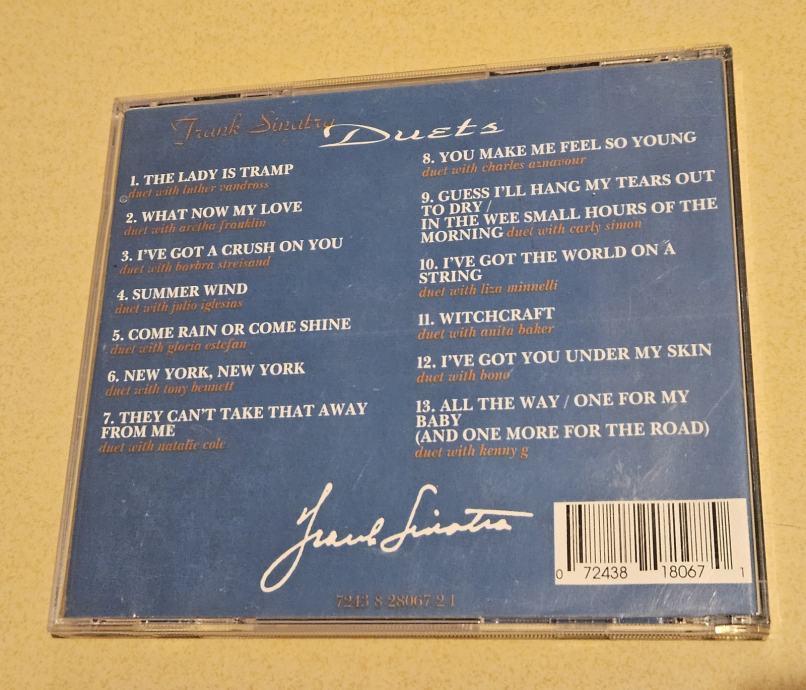 Frank Sinatra Duets
1. THE LADY IS TRAMP
duet with luther vandross
2. WHAT NOW MY LOVE
duet with aretha franklin
3. I'VE GOT A CRUSH ON YOU
duet with barbra streisand
4. SUMMER WIND
duet with julio iglesias
5. COME RAIN OR COME SHINE
duet with gloria estefan
6. NEW YORK, NEW YORK
duet with tony bennett
7. THEY CAN'T TAKE THAT AWAY
FROM ME
duet with natalie cole
8. YOU MAKE ME FEEL SO YOUNG
duet with charles aznavour
9. GUESS I'LL HANG MY TEARS OUT
TO DRY /
IN THE WEE SMALL HOURS OF THE
MORNING duet with carly simon
10. I'VE GOT THE WORLD ON A
STRING
duet with liza minnelli
11. WITCHCRAFT
duet with anita baker
12. I'VE GOT YOU UNDER MY SKIN
duet with bono
13. ALL THE WAY / ONE FOR MY
BABY
(AND ONE MORE FOR THE ROAD)
duet with kenny g
Frank Sinatra
7243 8 28067 2 1
0 72438 18067 1